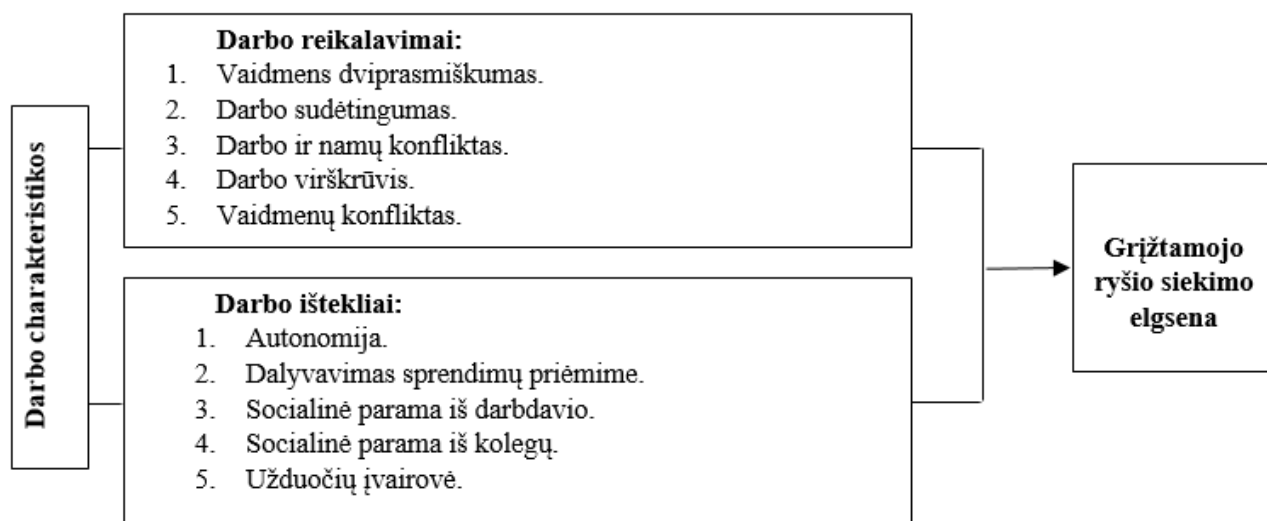 Darbo charakteristikos
Darbo reikalavimai:
1. Vaidmens dviprasmiškumas.
2. Darbo sudėtingumas.
3. Darbo ir namų konfliktas.
4. Darbo virškrūvis.
5. Vaidmenų konfliktas.
Darbo ištekliai:
1. Autonomija.
2. Dalyvavimas sprendimų priėmime.
3. Socialinė parama iš darbdavio.
4. Socialinė parama iš kolegų.
5. Užduočių įvairovė.
Grįžtamojo
ryšio siekimo
elgsena